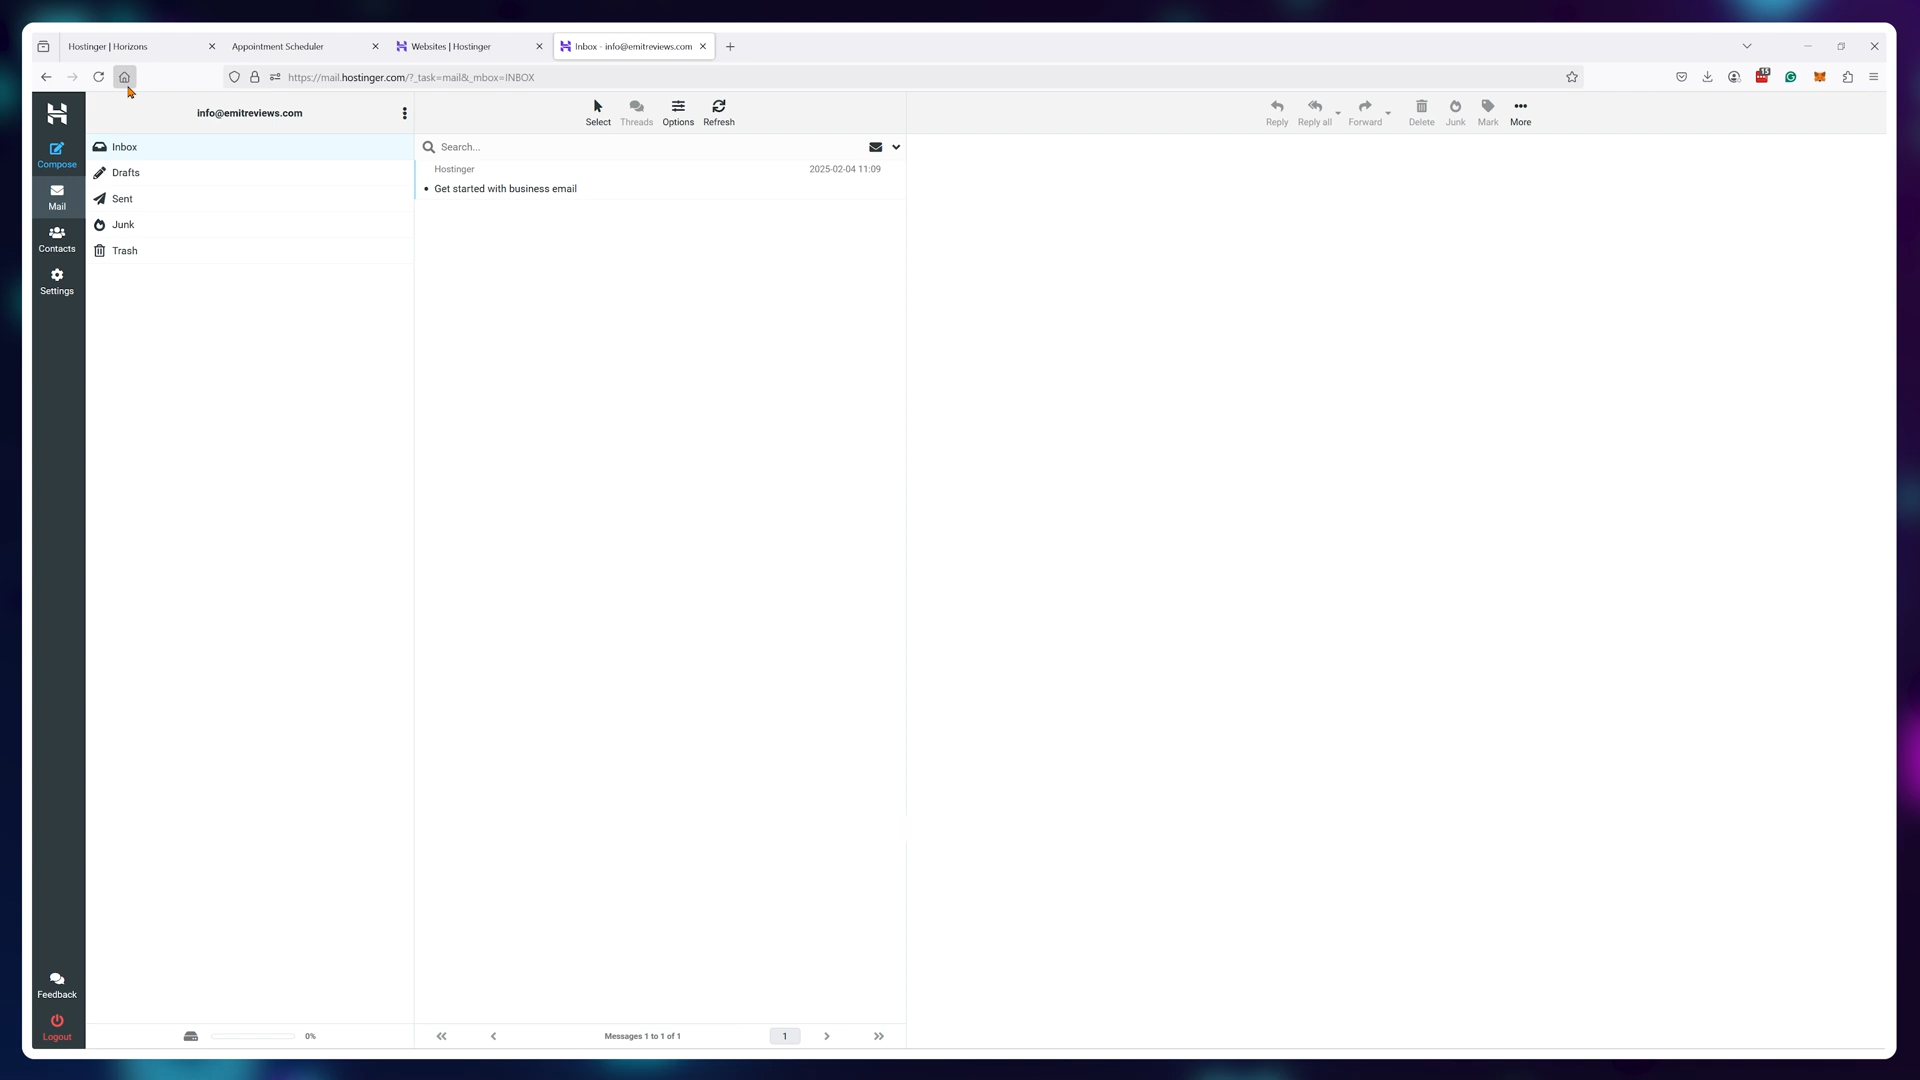 Hostinger | Horizons
Appointment Scheduler
Websites | Hostinger
Inbox - info@emitreviews.com
https://mail.hostinger.com/?_task=mail&_mbox=INBOX
15
info@emitreviews.com
Select
Threads
Options
Refresh
Reply
Reply all
Forward
Delete
Junk
Mark
More
Compose
Mail
Contacts
Settings
Inbox
Drafts
Sent
Junk
Trash
Search...
Hostinger
2025-02-04 11:09
Get started with business email
Feedback
Logout
0%
Messages 1 to 1 of 1
1